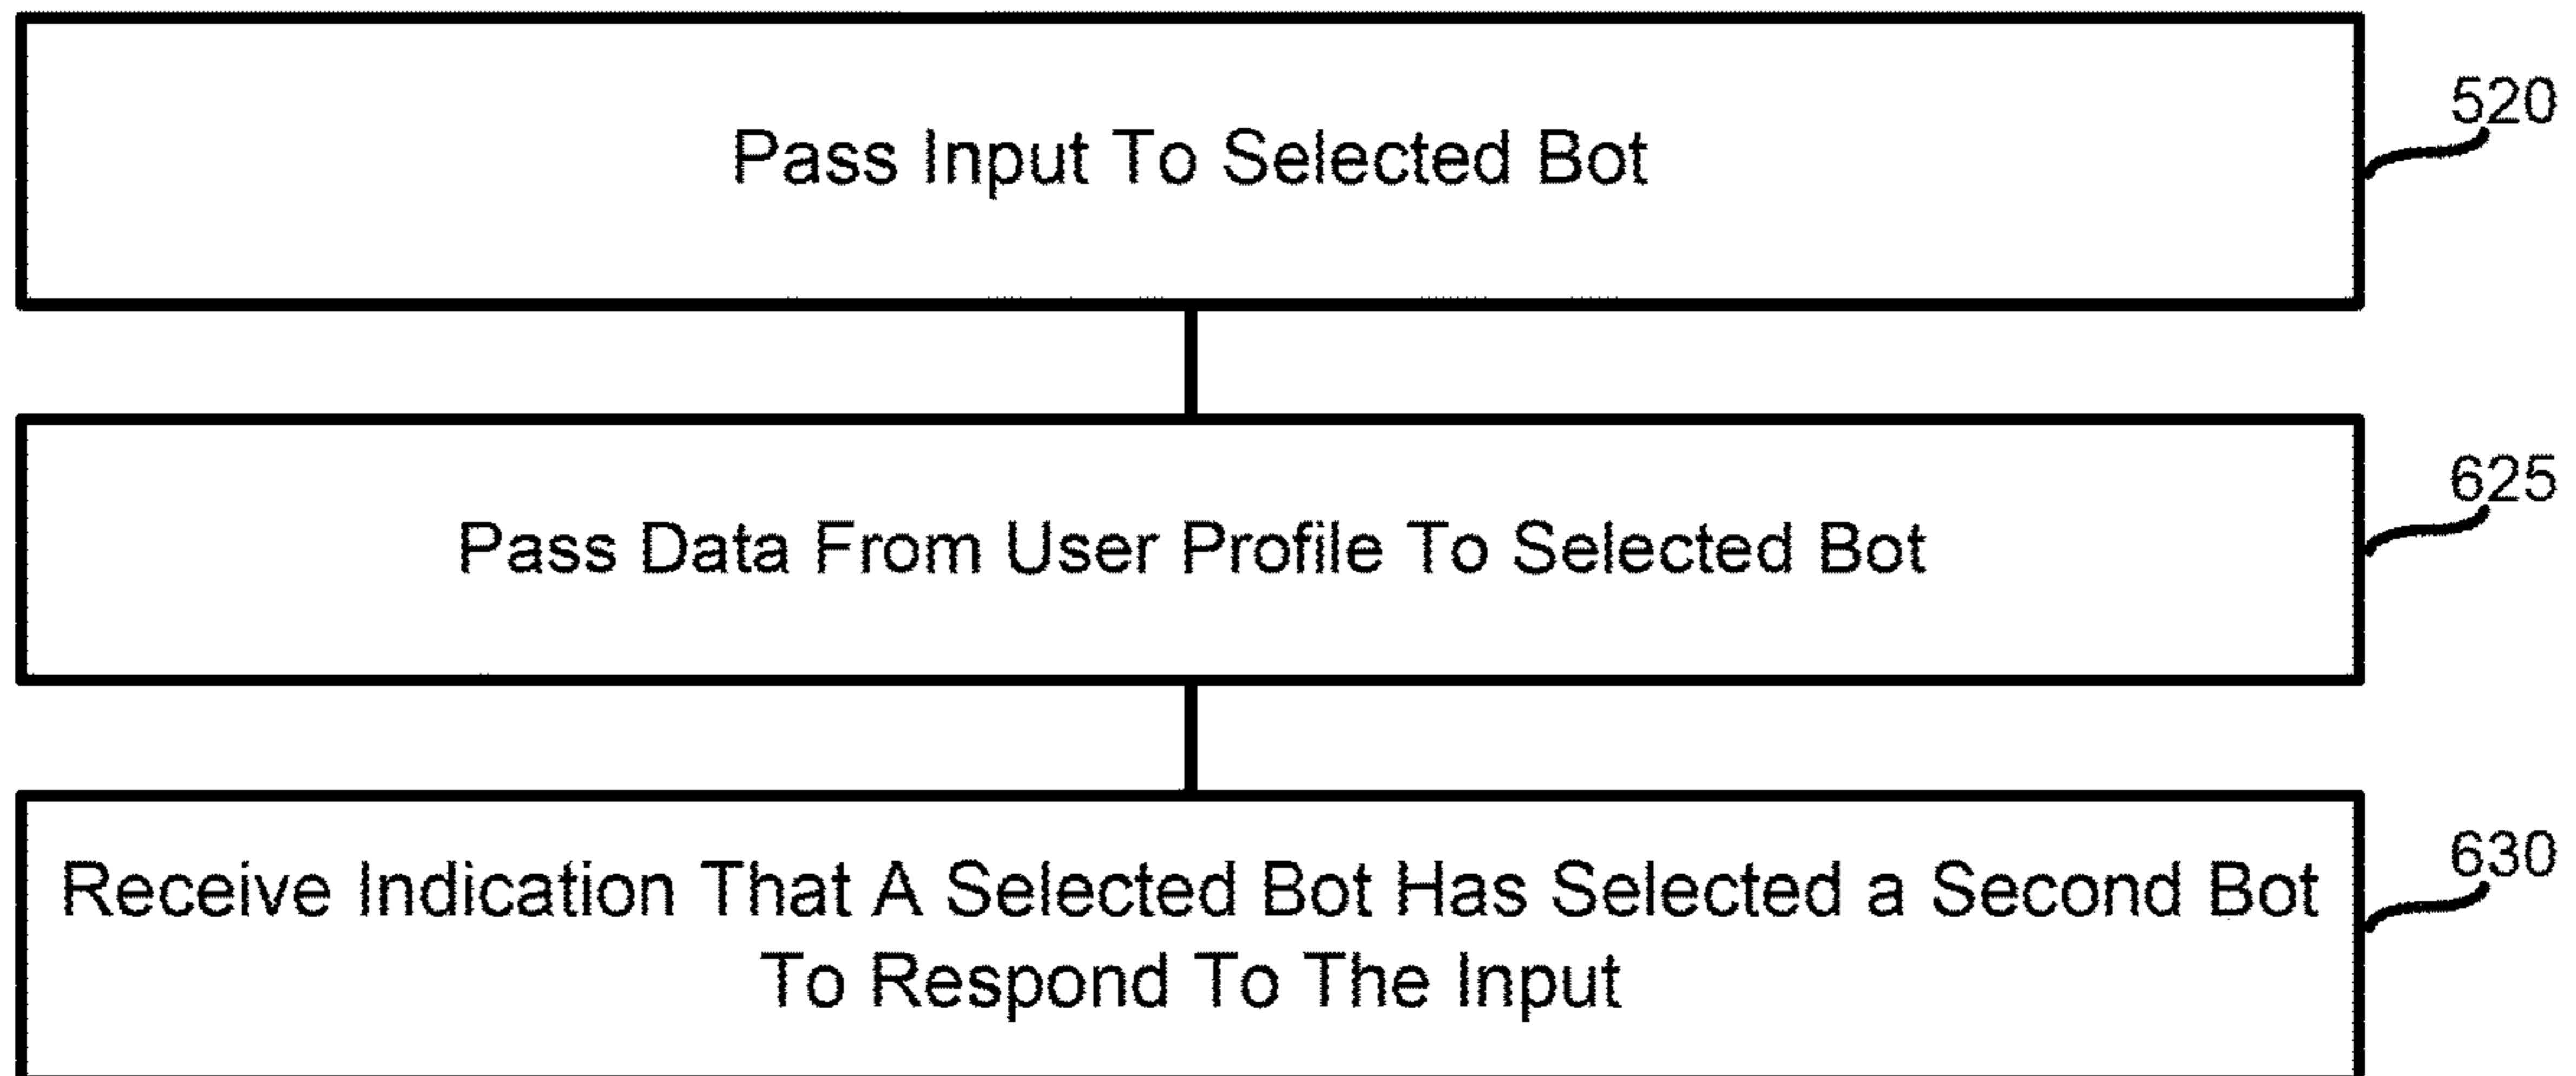 Pass Input To Selected Bot
520
Pass Data From User Profile To Selected Bot
625
Receive Indication That A Selected Bot Has Selected a Second Bot
To Respond To The Input
630